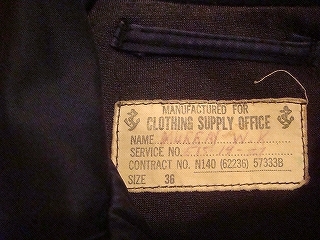 MANUFACTURED FOR
CLOTHING SUPPLY OFFICE
NAME
SERVICE NO.
CONTRACT NO. N140 (62236) 57333B
SIZE 36